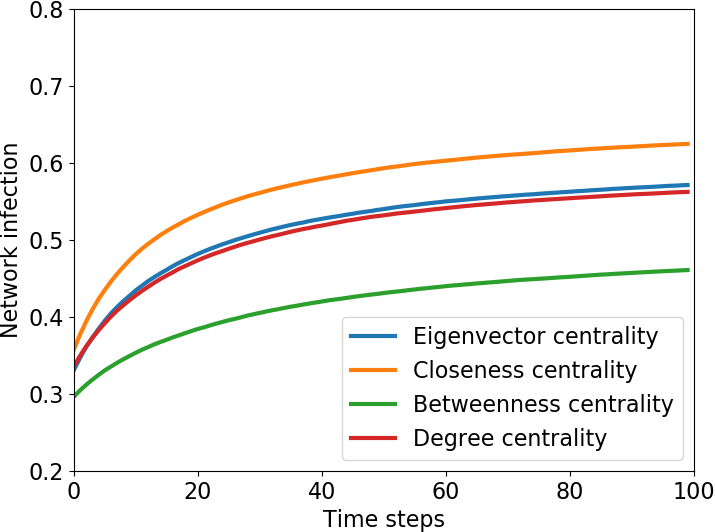 0.8
0.7
0.6
0.5
0.4
0.3
0.2
Network infection
Eigenvector centrality
Closeness centrality
Betweenness centrality
Degree centrality
0 20 40 60 80 100
Time steps